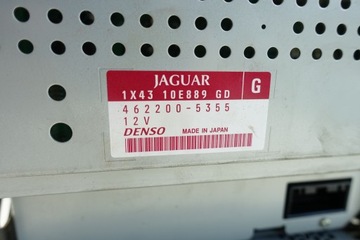 JAGUAR
1X43 10E889 GD
G
462200-5355
12V
DENSO MADE IN JAPAN